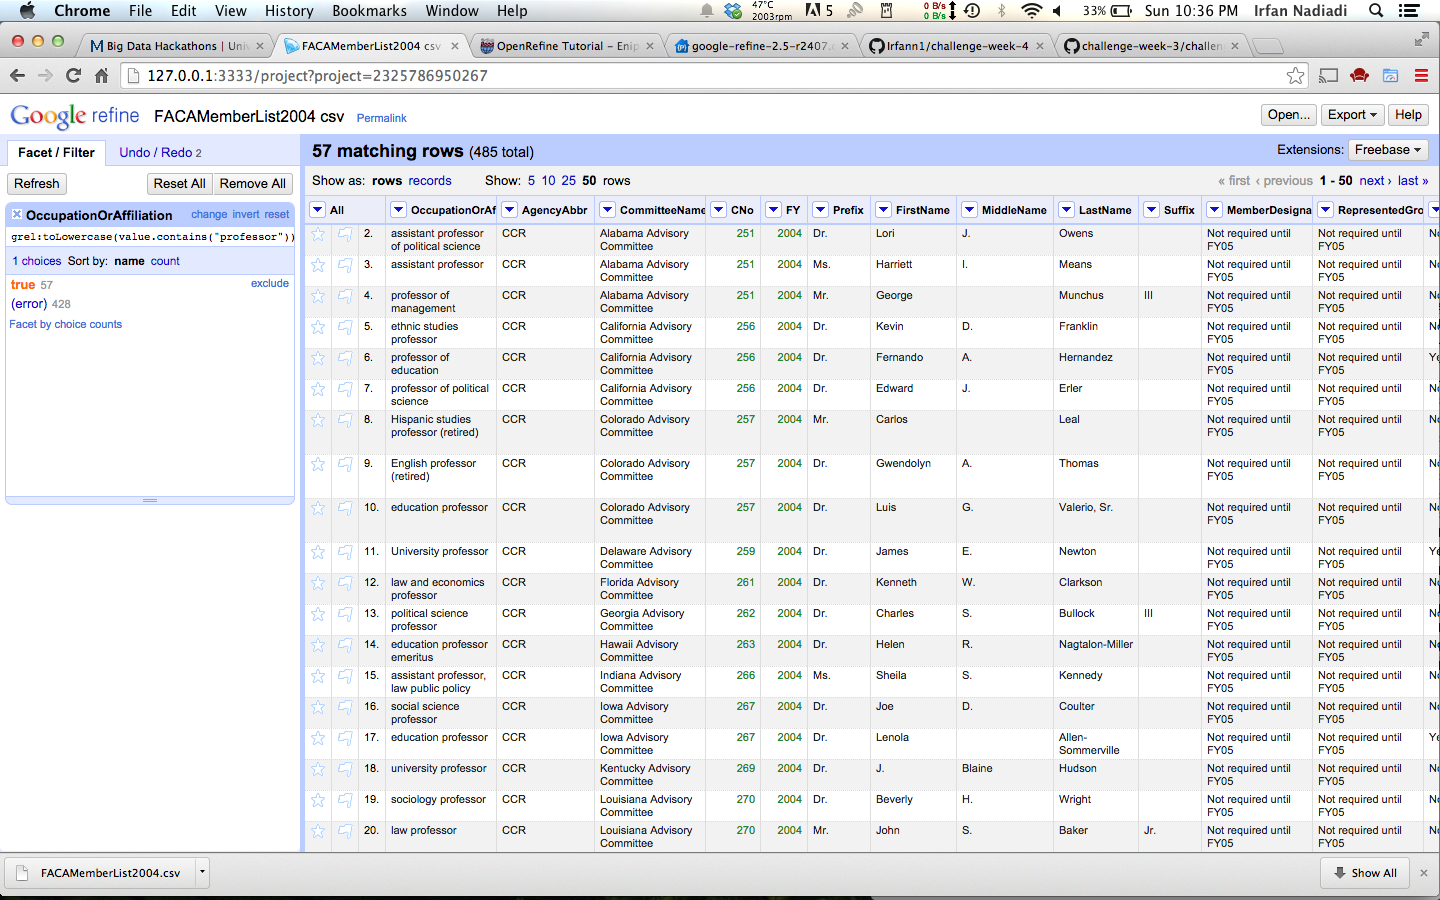 Chrome File Edit View History Bookmarks Window Help 47°C 2003rpm 5 0 B/s 0 B/s 33% Sun 10:36 PM Irfan Nadiadi
Big Data Hackathons | Uni × FACAMemberList2004 csv × OpenRefine Tutorial – Enip × google-refine-2.5-r2407. × Irfann1/challenge-week-4 × challenge-week-3/challen ×
127.0.0.1:3333/project?project=2325786950267
Google refine FACAMemberList2004 csv Permalink Open... Export Help
Facet / Filter Undo / Redo 2
57 matching rows (485 total) Extensions: Freebase
Refresh Reset All Remove All
Show as: rows records Show: 5 10 25 50 rows « first ‹ previous 1 - 50 next › last »
OccupationOrAffiliation change invert reset
grel:toLowercase(value.contains("professor"))
1 choices Sort by: name count
true 57 exclude
(error) 428
Facet by choice counts
All OccupationOrAf AgencyAbbr CommitteeName CNo FY Prefix FirstName MiddleName LastName Suffix MemberDesigna RepresentedGro
2. assistant professor of political science CCR Alabama Advisory Committee 251 2004 Dr. Lori J. Owens Not required until FY05 Not required until FY05
3. assistant professor CCR Alabama Advisory Committee 251 2004 Ms. Harriett I. Means Not required until FY05 Not required until FY05
4. professor of management CCR Alabama Advisory Committee 251 2004 Mr. George Munchus III Not required until FY05 Not required until FY05
5. ethnic studies professor CCR California Advisory Committee 256 2004 Dr. Kevin D. Franklin Not required until FY05 Not required until FY05
6. professor of education CCR California Advisory Committee 256 2004 Dr. Fernando A. Hernandez Not required until FY05 Not required until FY05
7. professor of political science CCR California Advisory Committee 256 2004 Dr. Edward J. Erler Not required until FY05 Not required until FY05
8. Hispanic studies professor (retired) CCR Colorado Advisory Committee 257 2004 Mr. Carlos Leal Not required until FY05 Not required until FY05
9. English professor (retired) CCR Colorado Advisory Committee 257 2004 Dr. Gwendolyn A. Thomas Not required until FY05 Not required until FY05
10. education professor CCR Colorado Advisory Committee 257 2004 Dr. Luis G. Valerio, Sr. Not required until FY05 Not required until FY05
11. University professor CCR Delaware Advisory Committee 259 2004 Dr. James E. Newton Not required until FY05 Not required until FY05
12. law and economics professor CCR Florida Advisory Committee 261 2004 Dr. Kenneth W. Clarkson Not required until FY05 Not required until FY05
13. political science professor CCR Georgia Advisory Committee 262 2004 Dr. Charles S. Bullock III Not required until FY05 Not required until FY05
14. education professor emeritus CCR Hawaii Advisory Committee 263 2004 Dr. Helen R. Nagtalon-Miller Not required until FY05 Not required until FY05
15. assistant professor, law public policy CCR Indiana Advisory Committee 266 2004 Ms. Sheila S. Kennedy Not required until FY05 Not required until FY05
16. social science professor CCR Iowa Advisory Committee 267 2004 Dr. Joe D. Coulter Not required until FY05 Not required until FY05
17. education professor CCR Iowa Advisory Committee 267 2004 Dr. Lenola Allen-Sommerville Not required until FY05 Not required until FY05
18. university professor CCR Kentucky Advisory Committee 269 2004 Dr. J. Blaine Hudson Not required until FY05 Not required until FY05
19. sociology professor CCR Louisiana Advisory Committee 270 2004 Dr. Beverly H. Wright Not required until FY05 Not required until FY05
20. law professor CCR Louisiana Advisory Committee 270 2004 Mr. John S. Baker Jr. Not required until FY05 Not required until FY05
FACAMemberList2004.csv Show All